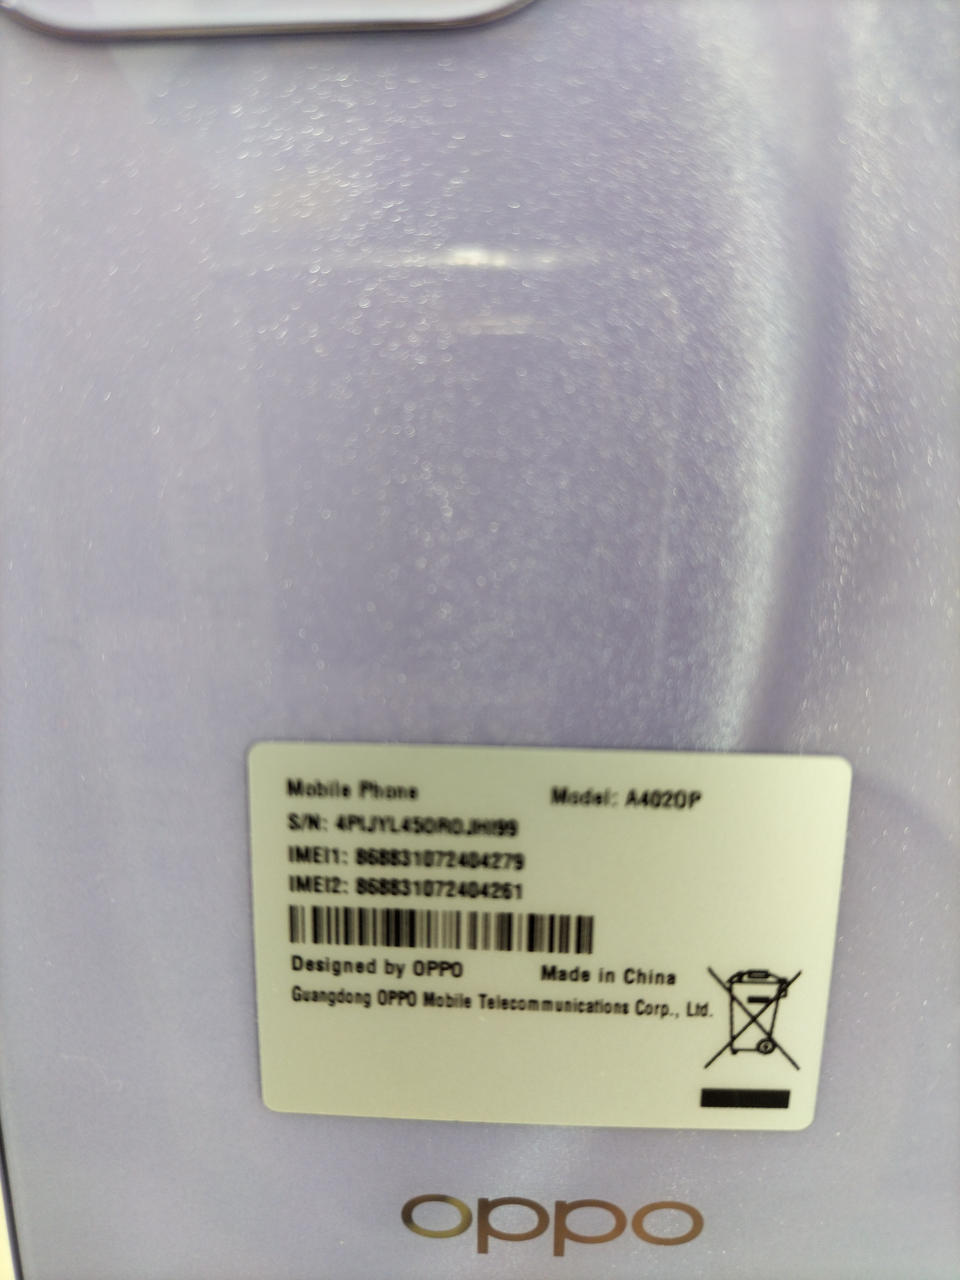 Mobile Phone Model: A402OP
IMEI1: 868831072404279
IMEI2: 868831072404261
Designed by OPPO Made in China
Guangdong OPPO Mobile Telecommunications Corp., Ltd.
oppo